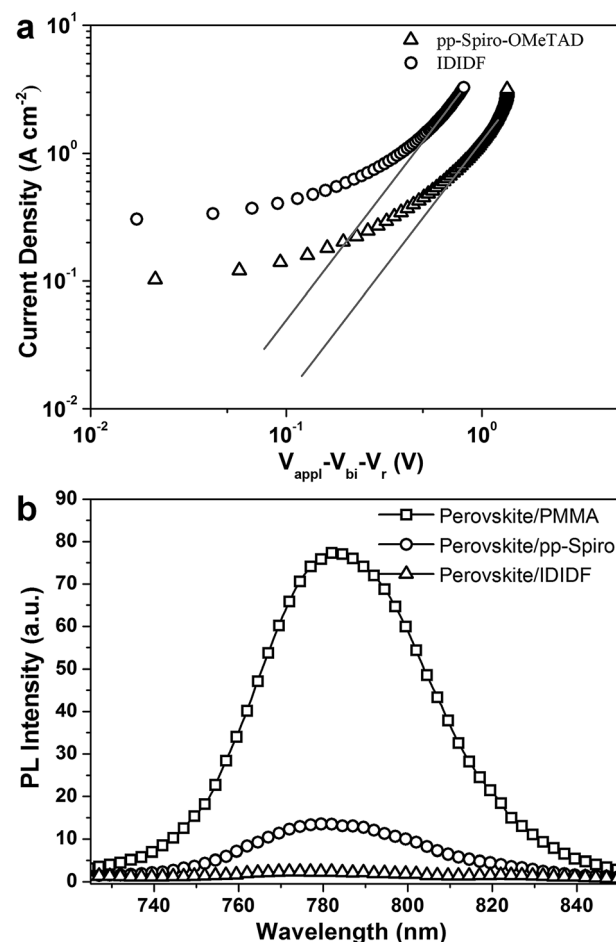 a
10¹
10⁰
10⁻¹
10⁻²
Current Density (A cm⁻²)
pp-Spiro-OMeTAD
IDIDF
10⁻² 10⁻¹ 10⁰
V_appl-V_bi-V_r (V)
b
90
80
70
60
50
40
30
20
10
0
PL Intensity (a.u.)
Perovskite/PMMA
Perovskite/pp-Spiro
Perovskite/IDIDF
740 760 780 800 820 840
Wavelength (nm)